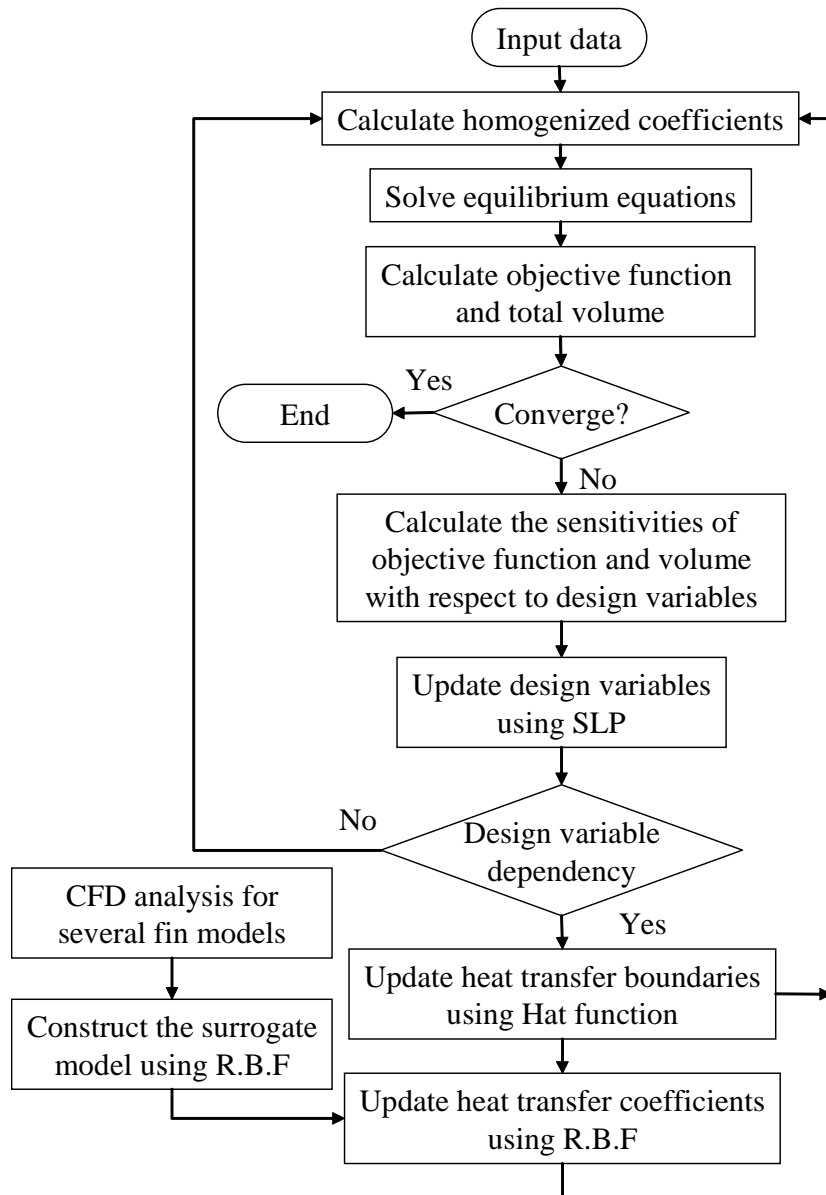 Input data
Calculate homogenized coefficients
Solve equilibrium equations
Calculate objective function
and total volume
Yes
End
Converge?
No
Calculate the sensitivities of
objective function and volume
with respect to design variables
Update design variables
using SLP
No
Design variable
dependency
Yes
CFD analysis for
several fin models
Update heat transfer boundaries
using Hat function
Construct the surrogate
model using R.B.F
Update heat transfer coefficients
using R.B.F